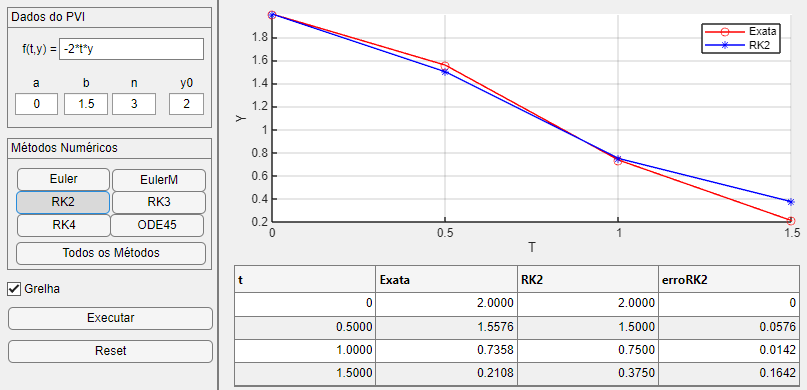 Dados do PVI
f(t,y) = -2*t*y
a b n y0
0 1.5 3 2
Métodos Numéricos
Euler EulerM
RK2 RK3
RK4 ODE45
Todos os Métodos
Grelha
Executar
Reset
Exata
RK2
1.8
1.6
1.4
1.2
1
0.8
0.6
0.4
0.2
Y
0 0.5 1 1.5
T
t Exata RK2 erroRK2
0 2.0000 2.0000 0
0.5000 1.5576 1.5000 0.0576
1.0000 0.7358 0.7500 0.0142
1.5000 0.2108 0.3750 0.1642